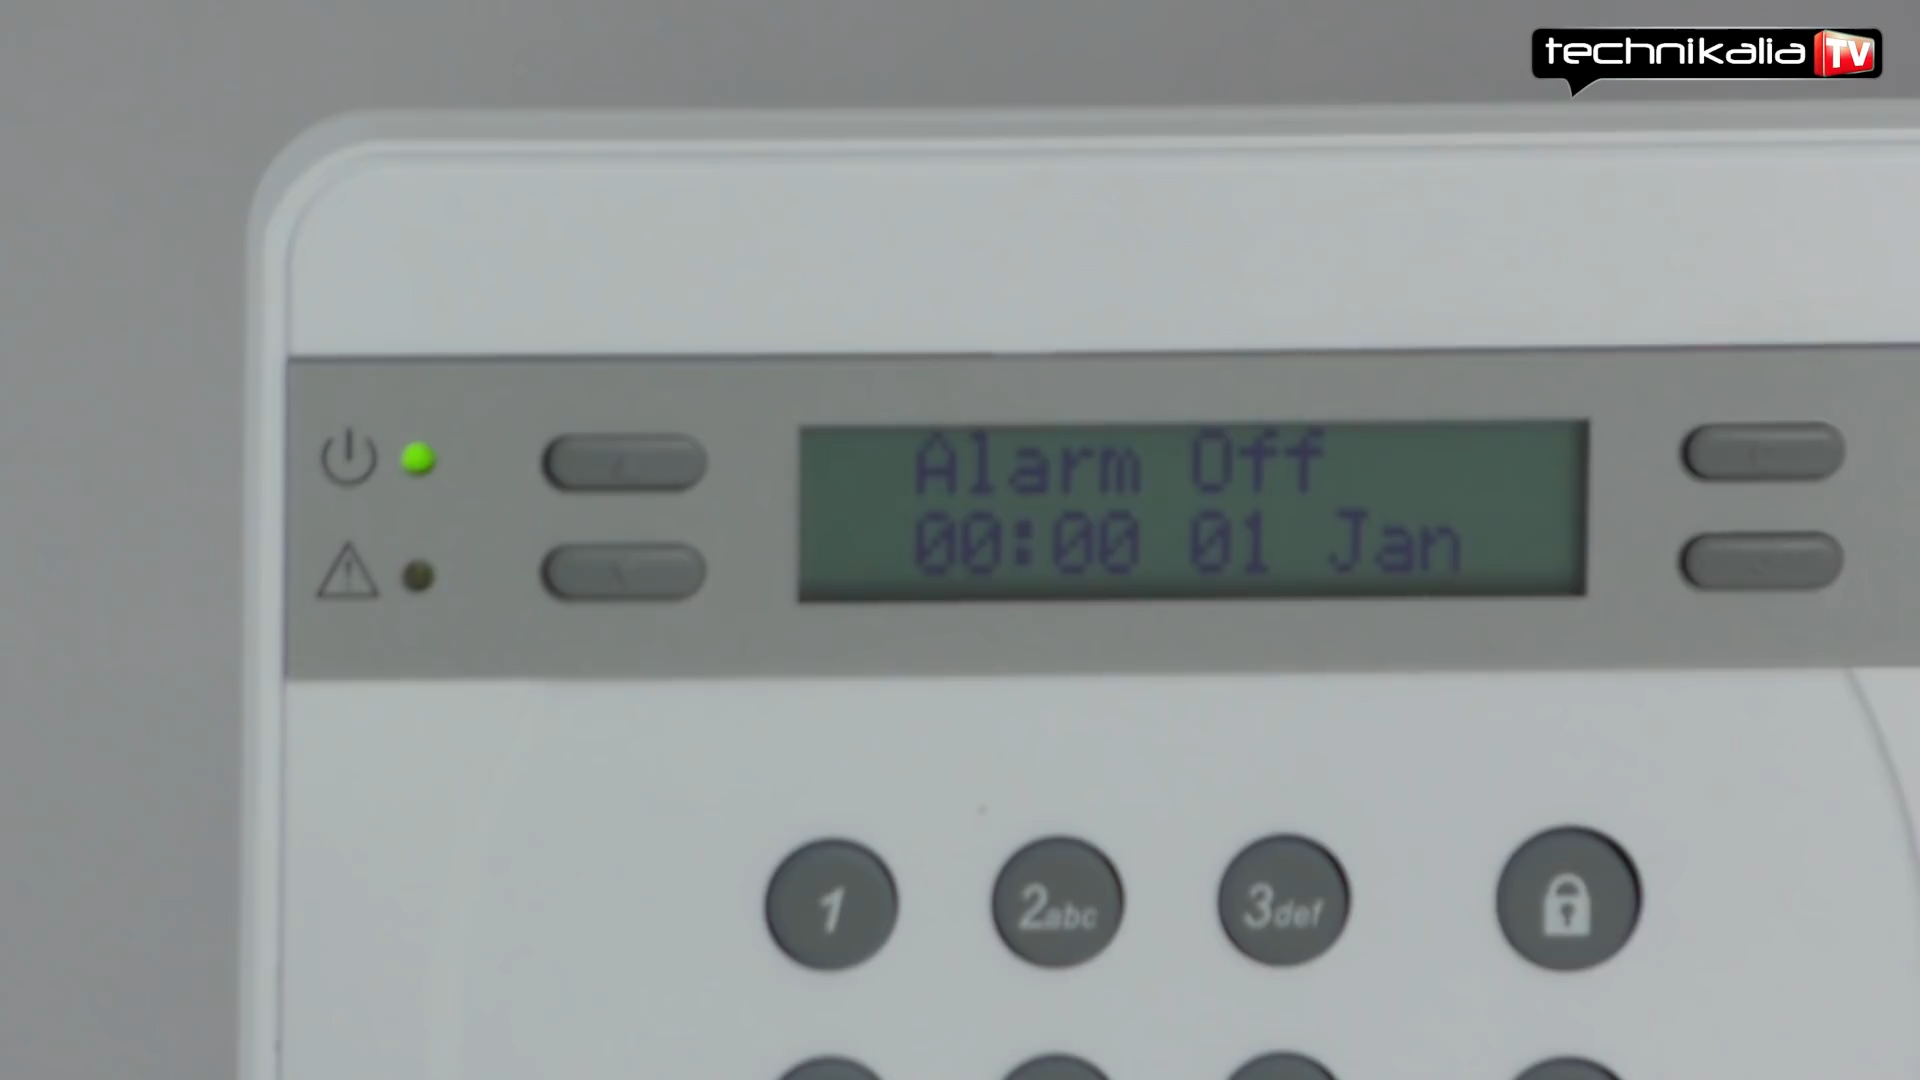 technikalia TV
Alarm Off
00:00 01 Jan
1 2abc 3def